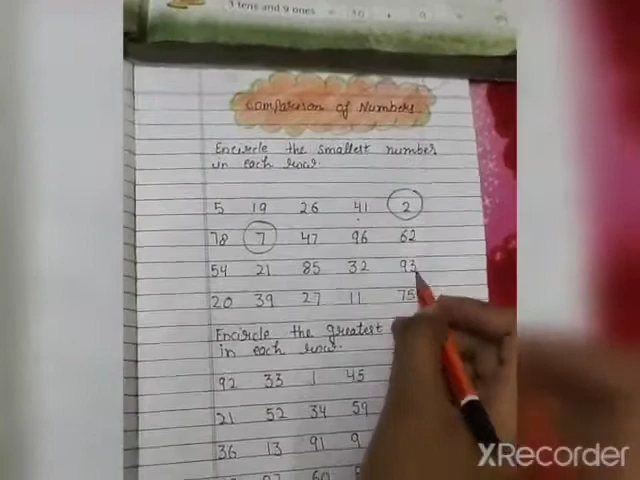 3 tens and 9 ones = 30 + 9 =
Comparison of Numbers
Encircle the smallest number
in each row.
5 19 26 41 2
78 7 47 96 62
54 21 85 32 93
20 39 27 11 75
Encircle the greatest
in each row.
92 33 1 45
21 52 34 59
36 13 91 9
60
XRecorder